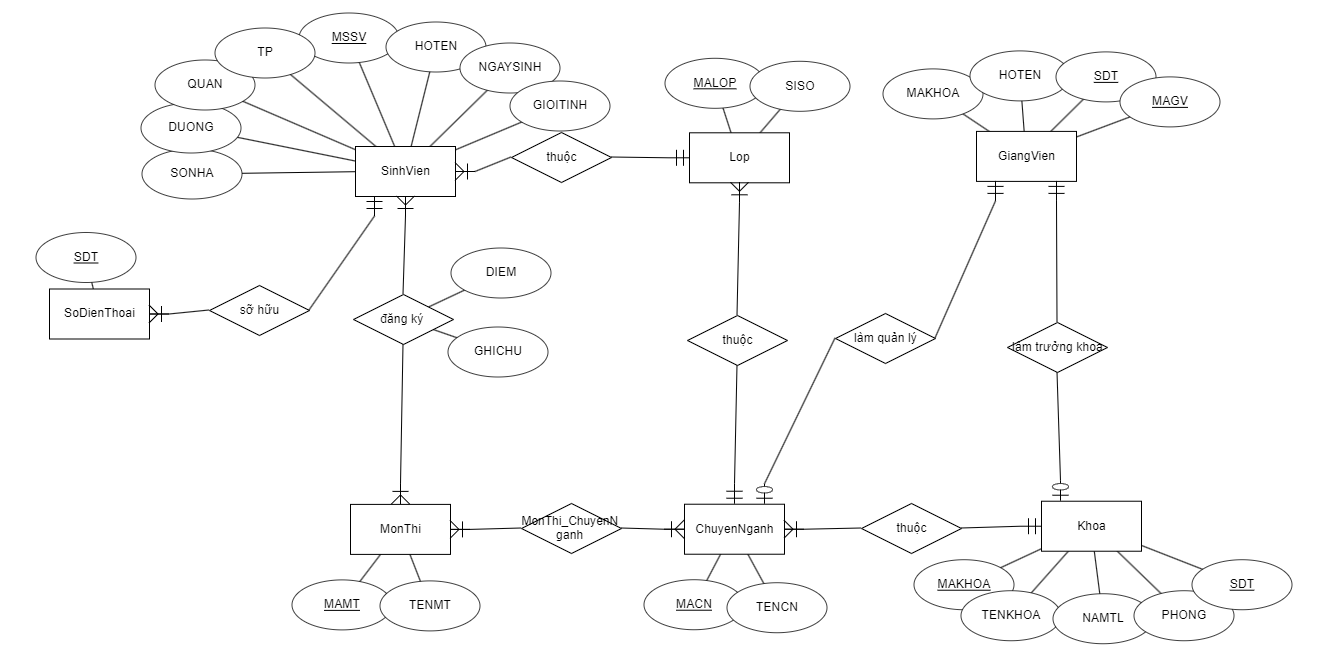 MSSV
HOTEN
TP
NGAYSINH
QUAN
GIOITINH
DUONG
SONHA
SinhVien
thuộc
MALOP
SISO
Lop
MAKHOA
HOTEN
SDT
MAGV
GiangVien
SDT
SoDienThoai
sỡ hữu
DIEM
đăng ký
GHICHU
thuộc
làm quản lý
làm trưởng khoa
MonThi
MonThi_ChuyenN
ganh
ChuyenNganh
thuộc
Khoa
MAMT
TENMT
MACN
TENCN
MAKHOA
TENKHOA
NAMTL
PHONG
SDT